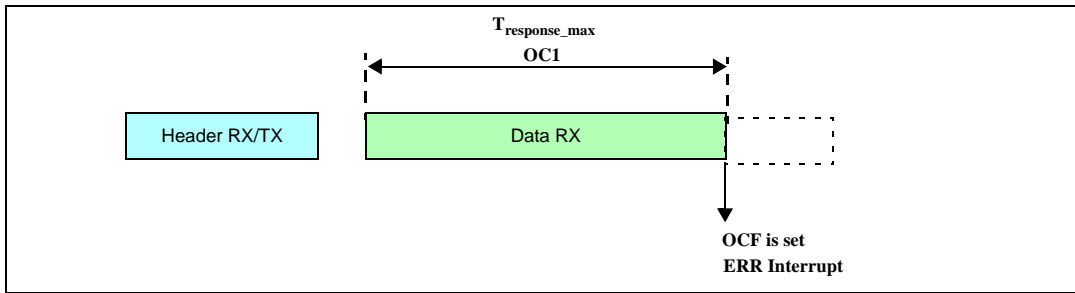 Tresponse_max
OC1
Header RX/TX
Data RX
OCF is set
ERR Interrupt